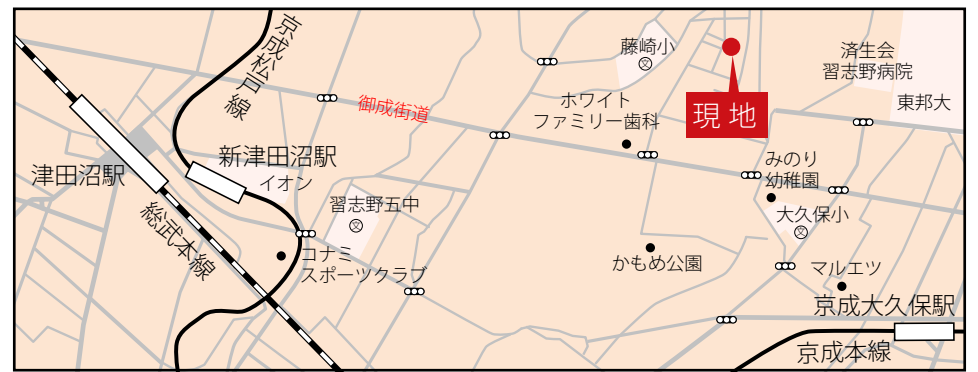 京成松戸線
藤崎小
済生会
習志野病院
東邦大
御成街道
ホワイト
ファミリー歯科
現地
新津田沼駅
イオン
津田沼駅
習志野五中
みのり
幼稚園
大久保小
総武本線
コナミ
スポーツクラブ
かもめ公園
マルエツ
京成大久保駅
京成本線